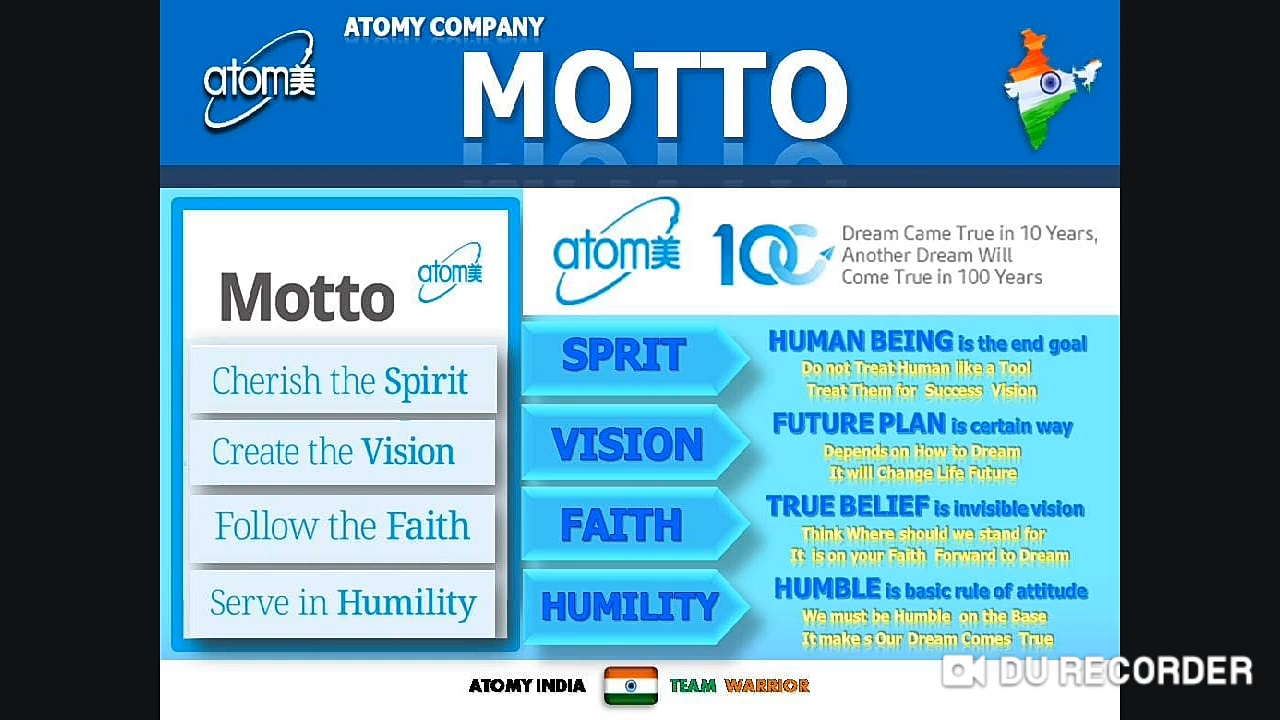 ATOMY COMPANY
atom美
MOTTO
Motto
atom美
Cherish the Spirit
Create the Vision
Follow the Faith
Serve in Humility
atom美
100
Dream Came True in 10 Years,
Another Dream Will
Come True in 100 Years
SPRIT
HUMAN BEING is the end goal
Do not Treat Human like a Tool
Treat Them for Success Vision
VISION
FUTURE PLAN is certain way
Depends on How to Dream
It will Change Life Future
FAITH
TRUE BELIEF is invisible vision
Think Where should we stand for
It is on your Faith Forward to Dream
HUMILITY
HUMBLE is basic rule of attitude
We must be Humble on the Base
It make s Our Dream Comes True
ATOMY INDIA TEAM WARRIOR
DU RECORDER